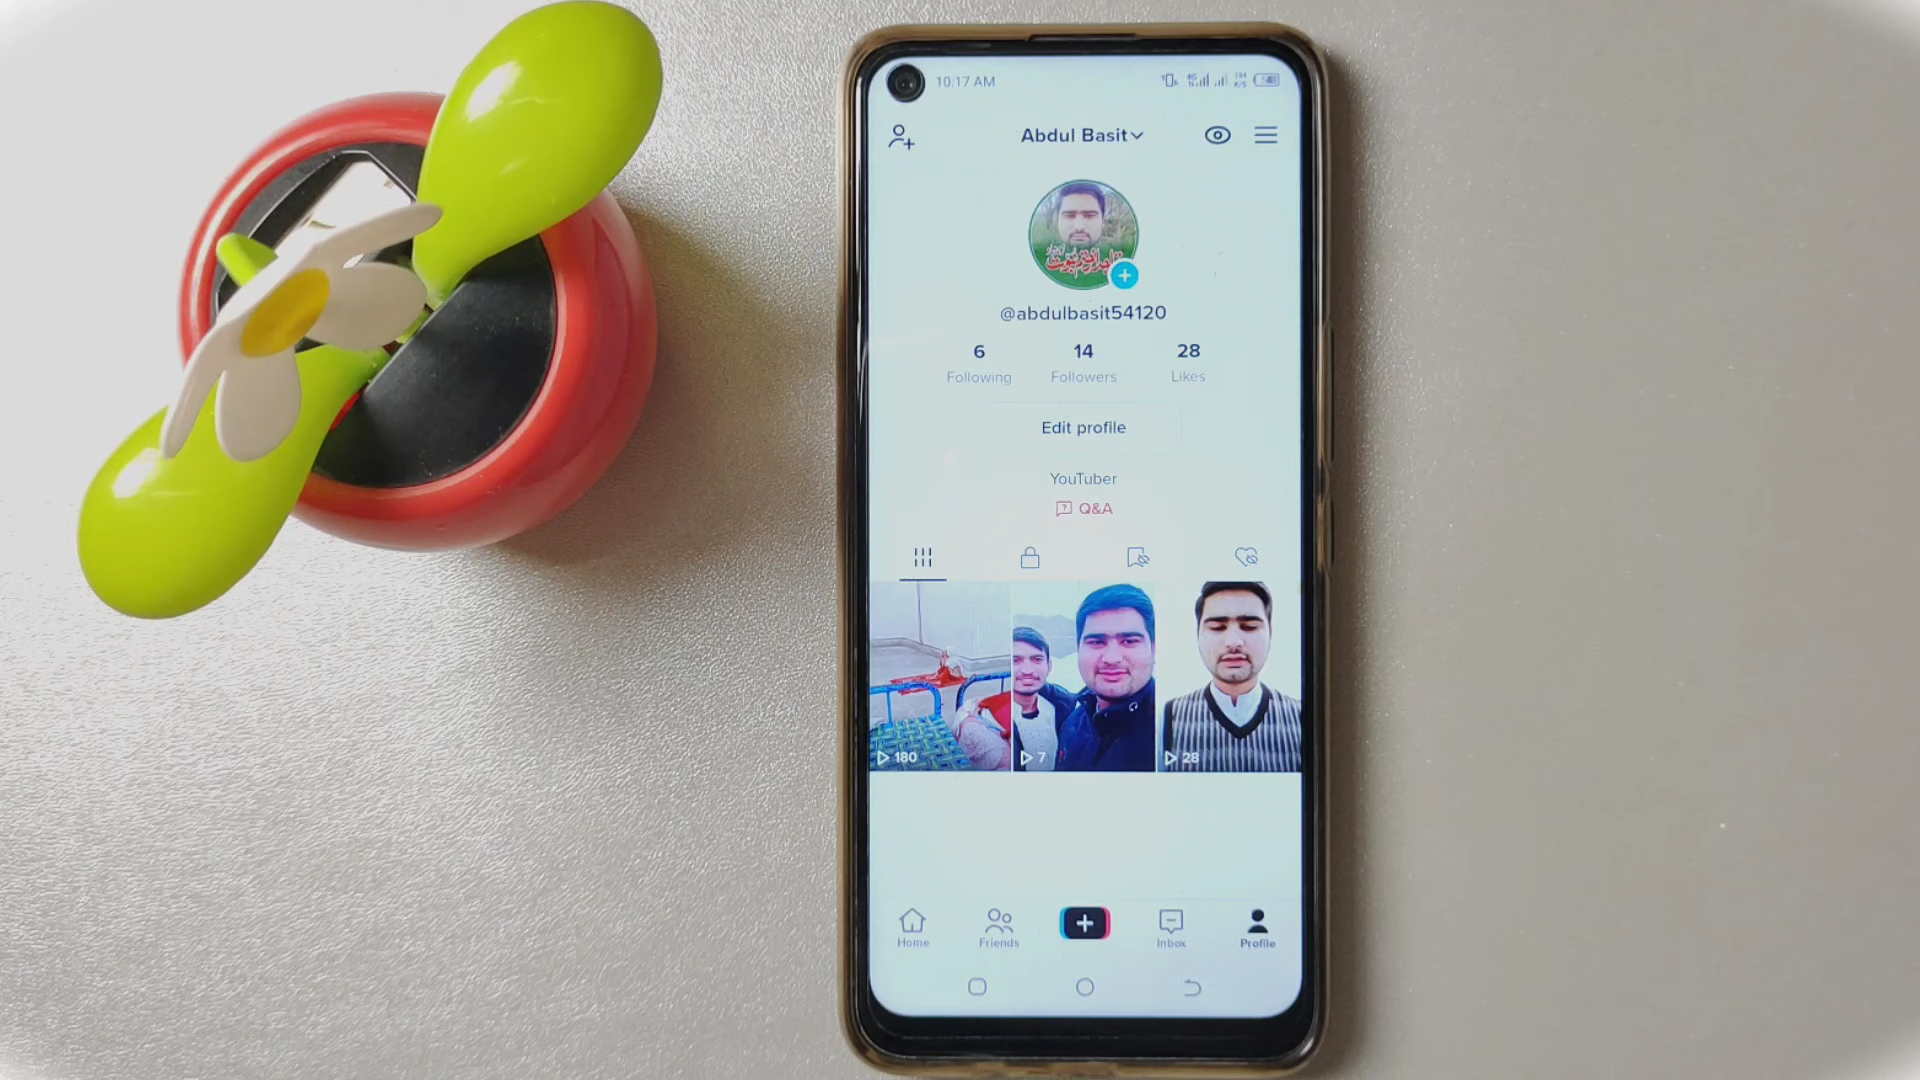 10:17 AM
Abdul Basit
@abdulbasit54120
6 14 28
Following Followers Likes
Edit profile
YouTuber
Q&A
180 7 28
Home Friends Inbox Profile